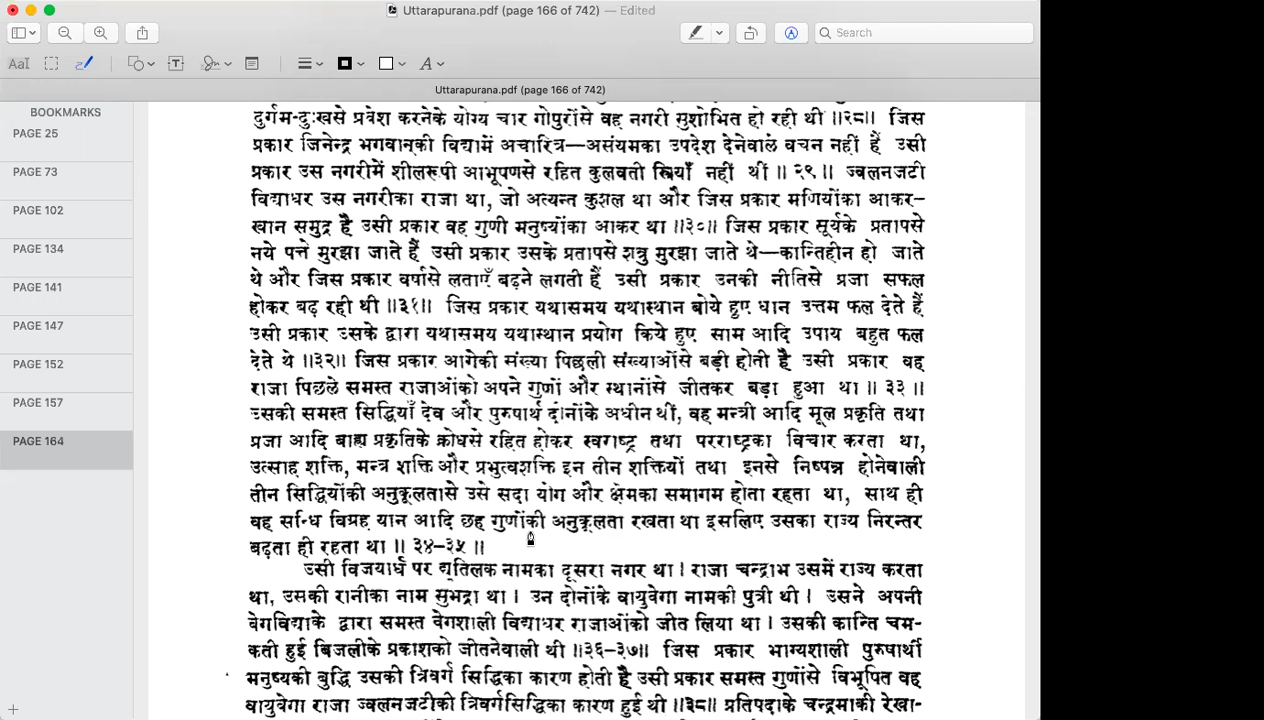 Uttarapurana.pdf (page 166 of 742) — Edited
Search
AaI
T
A
Uttarapurana.pdf (page 166 of 742)
BOOKMARKS
PAGE 25
PAGE 73
PAGE 102
PAGE 134
PAGE 141
PAGE 147
PAGE 152
PAGE 157
PAGE 164
दुर्गम-दुःखसे प्रवेश करनेके योग्य चार गोपुरोंसे वह नगरी सुशोभित हो रही थी ॥२८॥ जिस
प्रकार जिनेन्द्र भगवान्‌की विद्यामें अचारित्र—असंयमका उपदेश देनेवाले वचन नहीं हैं उसी
प्रकार उस नगरीमें शीलरूपी आभूषणसे रहित कुलवती स्त्रियाँ नहीं थीं ॥ २९ ॥ ज्वलनजटी
विद्याधर उस नगरीका राजा था, जो अत्यन्त कुशल था और जिस प्रकार मणियोंका आकर–
खान समुद्र है उसी प्रकार वह गुणी मनुष्योंका आकर था ॥३०॥ जिस प्रकार सूर्यके प्रतापसे
नये पत्ते मुरझा जाते हैं उसी प्रकार उसके प्रतापसे शत्रु मुरझा जाते थे—कान्तिहीन हो जाते
थे और जिस प्रकार वर्षासे लताएँ बढ़ने लगती हैं उसी प्रकार उनकी नीतिसे प्रजा सफल
होकर बढ़ रही थी ॥३१॥ जिस प्रकार यथासमय यथास्थान बोये हुए धान उत्तम फल देते हैं
उसी प्रकार उसके द्वारा यथासमय यथास्थान प्रयोग किये हुए साम आदि उपाय बहुत फल
देते थे ॥३२॥ जिस प्रकार आगेकी संख्या पिछली संख्याओंसे बड़ी होती है उसी प्रकार वह
राजा पिछले समस्त राजाओंको अपने गुणों और स्थानोंसे जीतकर बड़ा हुआ था ॥ ३३ ॥
उसकी समस्त सिद्धियाँ देव और पुरुषार्थ दोनोंके अधीन थीं, वह मन्त्री आदि मूल प्रकृति तथा
प्रजा आदि बाह्य प्रकृतिके क्रोधसे रहित होकर स्वराष्ट्र तथा परराष्ट्रका विचार करता था,
उत्साह शक्ति, मन्त्र शक्ति और प्रभुत्वशक्ति इन तीन शक्तियों तथा इनसे निष्पन्न होनेवाली
तीन सिद्धियोंकी अनुकूलतासे उसे सदा योग और क्षेमका समागम होता रहता था, साथ ही
वह सन्धि विग्रह यान आदि छह गुणोंकी अनुकूलता रखता था इसलिए उसका राज्य निरन्तर
बढ़ता ही रहता था ॥ ३४–३५ ॥
उसी विजयार्ध पर द्युतिलक नामका दूसरा नगर था। राजा चन्द्राभ उसमें राज्य करता
था, उसकी रानीका नाम सुभद्रा था। उन दोनोंके वायुवेगा नामकी पुत्री थी। उसने अपनी
वेगविद्याके द्वारा समस्त वेगशाली विद्याधर राजाओंको जीत लिया था। उसकी कान्ति चम-
कती हुई बिजलीके प्रकाशको जीतनेवाली थी ॥३६–३७॥ जिस प्रकार भाग्यशाली पुरुषार्थी
मनुष्यकी बुद्धि उसकी त्रिवर्ग सिद्धिका कारण होती है उसी प्रकार समस्त गुणोंसे विभूषित वह
वायुवेगा राजा ज्वलनजटीकी त्रिवर्गसिद्धिका कारण हुई थी ॥३८॥ प्रतिपदाके चन्द्रमाकी रेखा-